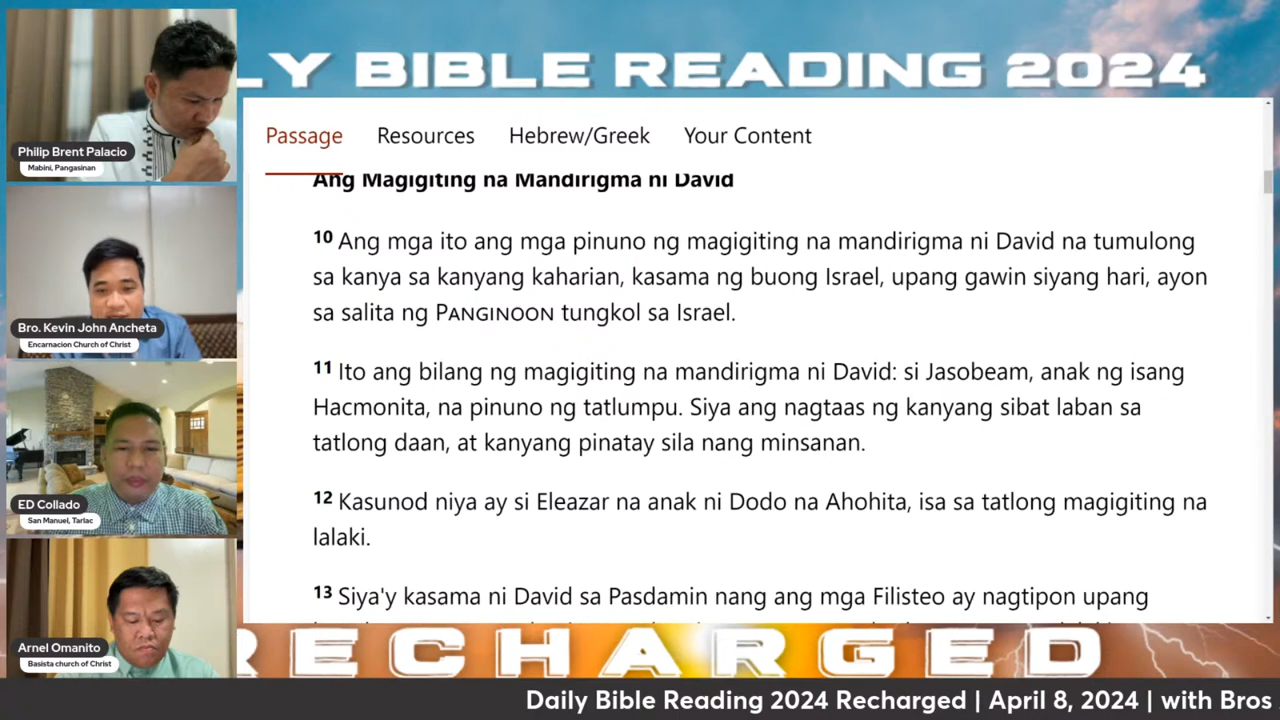 LY BIBLE READING 2024
Philip Brent Palacio
Mabini, Pangasinan
Bro. Kevin John Ancheta
Encarnacion Church of Christ
ED Collado
San Manuel, Tarlac
Arnel Omanito
Basista church of Christ
Passage Resources Hebrew/Greek Your Content
Ang Magigiting na Mandirigma ni David
10 Ang mga ito ang mga pinuno ng magigiting na mandirigma ni David na tumulong
sa kanya sa kanyang kaharian, kasama ng buong Israel, upang gawin siyang hari, ayon
sa salita ng PANGINOON tungkol sa Israel.
11 Ito ang bilang ng magigiting na mandirigma ni David: si Jasobeam, anak ng isang
Hacmonita, na pinuno ng tatlumpu. Siya ang nagtaas ng kanyang sibat laban sa
tatlong daan, at kanyang pinatay sila nang minsanan.
12 Kasunod niya ay si Eleazar na anak ni Dodo na Ahohita, isa sa tatlong magigiting na
lalaki.
13 Siya'y kasama ni David sa Pasdamin nang ang mga Filisteo ay nagtipon upang
RECHARGED
Daily Bible Reading 2024 Recharged | April 8, 2024 | with Bros